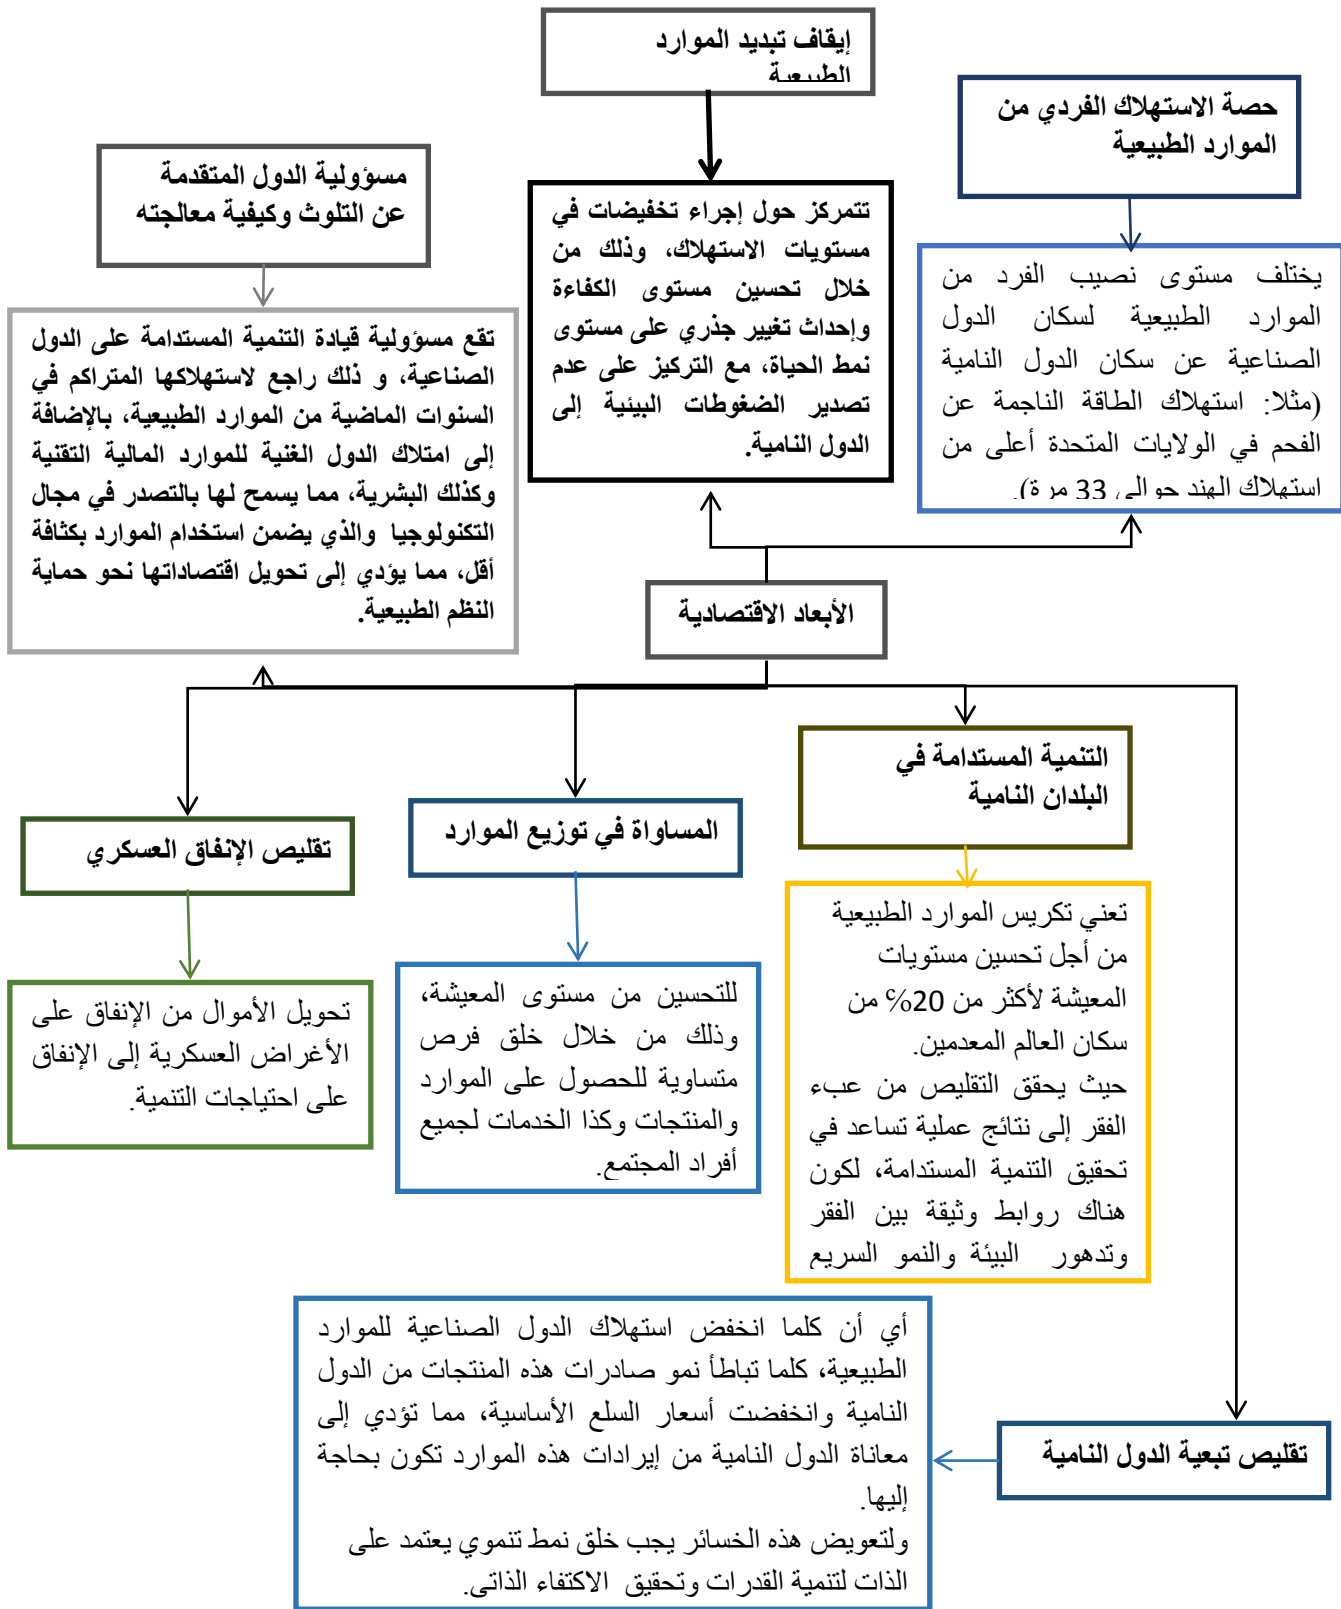 إيقاف تبديد الموارد
الطبيعية
حصة الاستهلاك الفردي من
الموارد الطبيعية
مسؤولية الدول المتقدمة
عن التلوث وكيفية معالجته
تتمركز حول إجراء تخفيضات في
مستويات الاستهلاك، وذلك من
خلال تحسين مستوى الكفاءة
وإحداث تغيير جذري على مستوى
نمط الحياة، مع التركيز على عدم
تصدير الضغوطات البيئية إلى
الدول النامية.
يختلف مستوى نصيب الفرد من
الموارد الطبيعية لسكان الدول
الصناعية عن سكان الدول النامية
(مثلا: استهلاك الطاقة الناجمة عن
الفحم في الولايات المتحدة أعلى من
استهلاك الهند حوالي 33 مرة).
تقع مسؤولية قيادة التنمية المستدامة على الدول
الصناعية، و ذلك راجع لاستهلاكها المتراكم في
السنوات الماضية من الموارد الطبيعية، بالإضافة
إلى امتلاك الدول الغنية للموارد المالية التقنية
وكذلك البشرية، مما يسمح لها بالتصدر في مجال
التكنولوجيا والذي يضمن استخدام الموارد بكثافة
أقل، مما يؤدي إلى تحويل اقتصاداتها نحو حماية
النظم الطبيعية.
الأبعاد الاقتصادية
التنمية المستدامة في
البلدان النامية
المساواة في توزيع الموارد
تقليص الإنفاق العسكري
تعني تكريس الموارد الطبيعية
من أجل تحسين مستويات
المعيشة لأكثر من 20% من
سكان العالم المعدمين.
حيث يحقق التقليص من عبء
الفقر إلى نتائج عملية تساعد في
تحقيق التنمية المستدامة، لكون
هناك روابط وثيقة بين الفقر
وتدهور البيئة والنمو السريع
للتحسين من مستوى المعيشة،
وذلك من خلال خلق فرص
متساوية للحصول على الموارد
والمنتجات وكذا الخدمات لجميع
أفراد المجتمع.
تحويل الأموال من الإنفاق على
الأغراض العسكرية إلى الإنفاق
على احتياجات التنمية.
تقليص تبعية الدول النامية
أي أن كلما انخفض استهلاك الدول الصناعية للموارد
الطبيعية، كلما تباطأ نمو صادرات هذه المنتجات من الدول
النامية وانخفضت أسعار السلع الأساسية، مما تؤدي إلى
معاناة الدول النامية من إيرادات هذه الموارد تكون بحاجة
إليها.
ولتعويض هذه الخسائر يجب خلق نمط تنموي يعتمد على
الذات لتنمية القدرات وتحقيق الاكتفاء الذاتي.